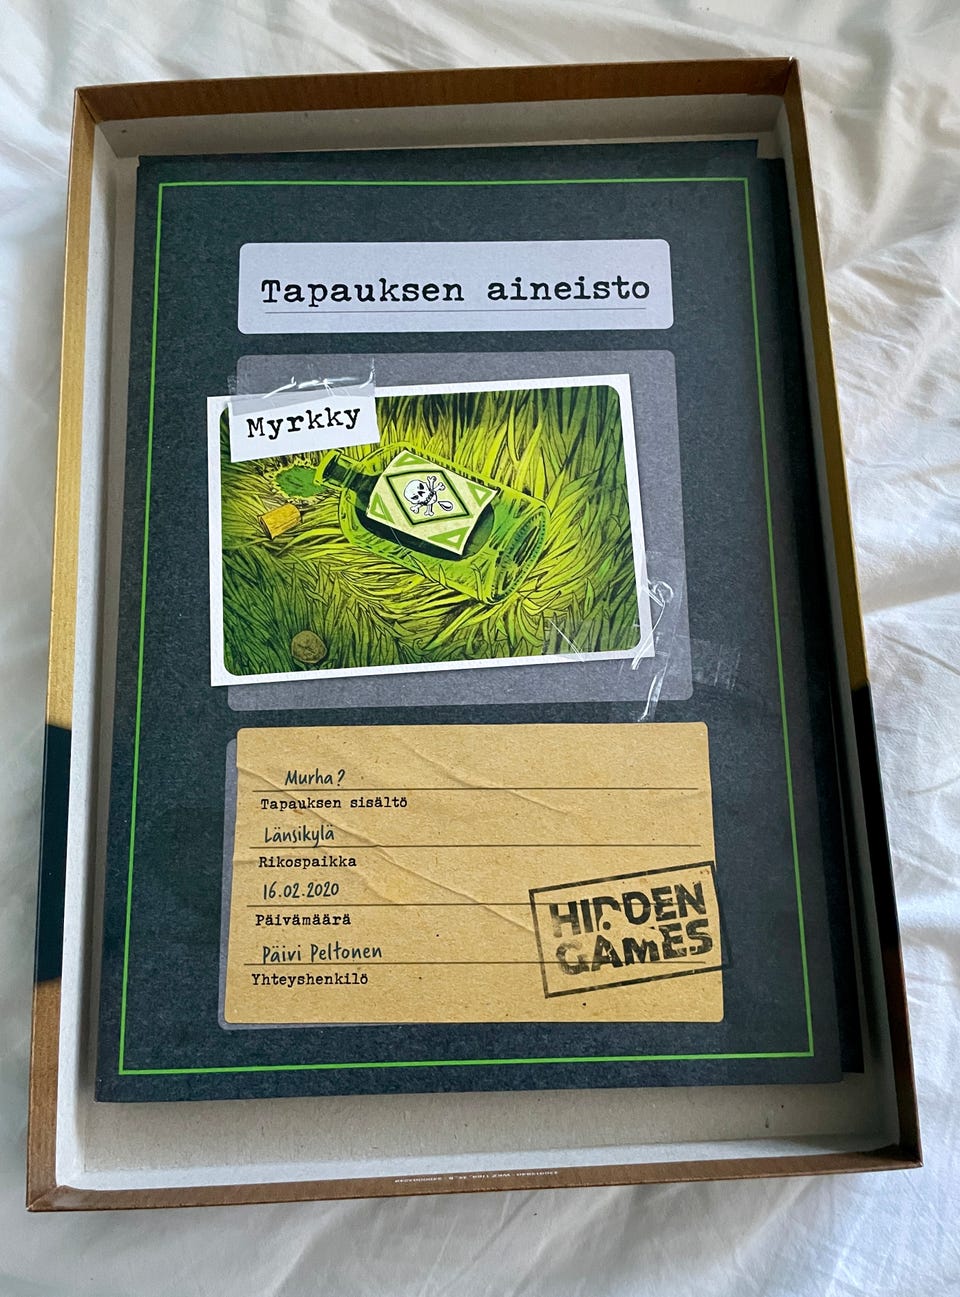 Tapauksen aineisto
Myrkky
Murha?
Tapauksen sisältö
Länsikylä
Rikospaikka
16.02.2020
Päivämäärä
Päivi Peltonen
Yhteyshenkilö
HIDDEN
GAMES